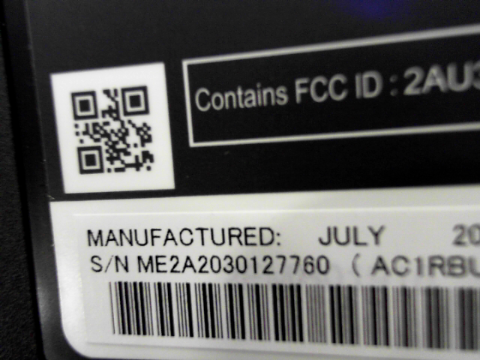 Contains FCC ID : 2AU3
MANUFACTURED: JULY 20
S/N ME2A2030127760 ( AC1RBU